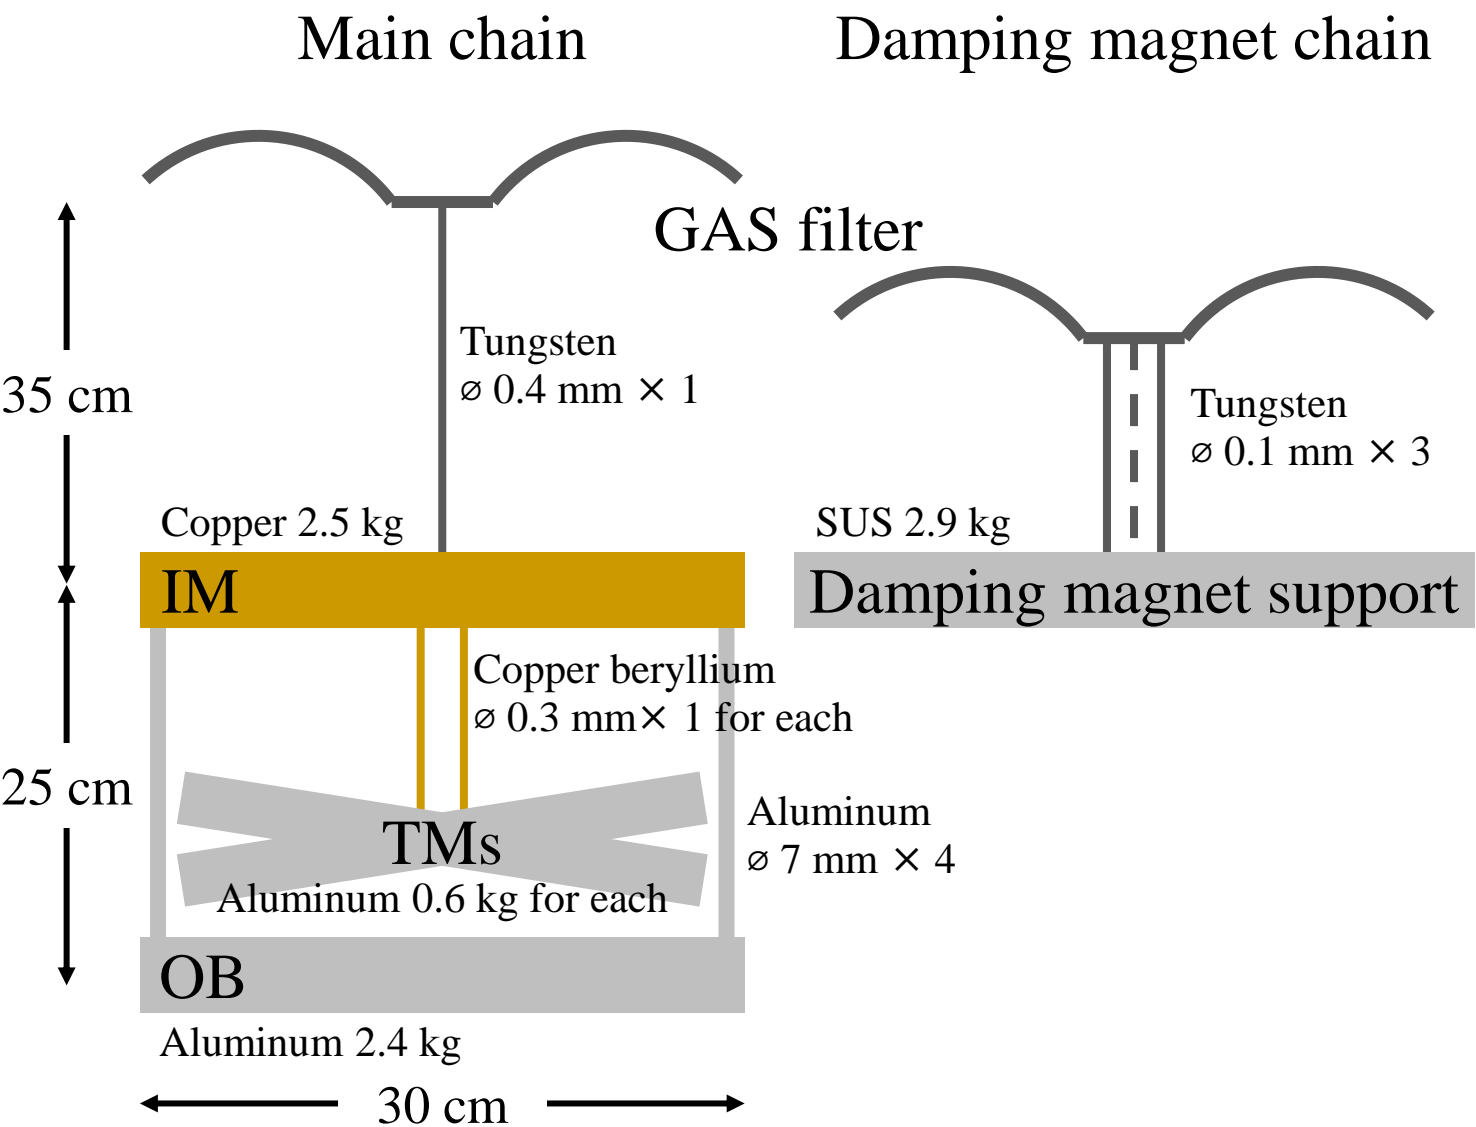 Main chain
Damping magnet chain
GAS filter
Tungsten
⌀ 0.4 mm × 1
35 cm
Tungsten
⌀ 0.1 mm × 3
Copper 2.5 kg
SUS 2.9 kg
IM
Damping magnet support
Copper beryllium
⌀ 0.3 mm× 1 for each
25 cm
Aluminum
⌀ 7 mm × 4
TMs
Aluminum 0.6 kg for each
OB
Aluminum 2.4 kg
30 cm